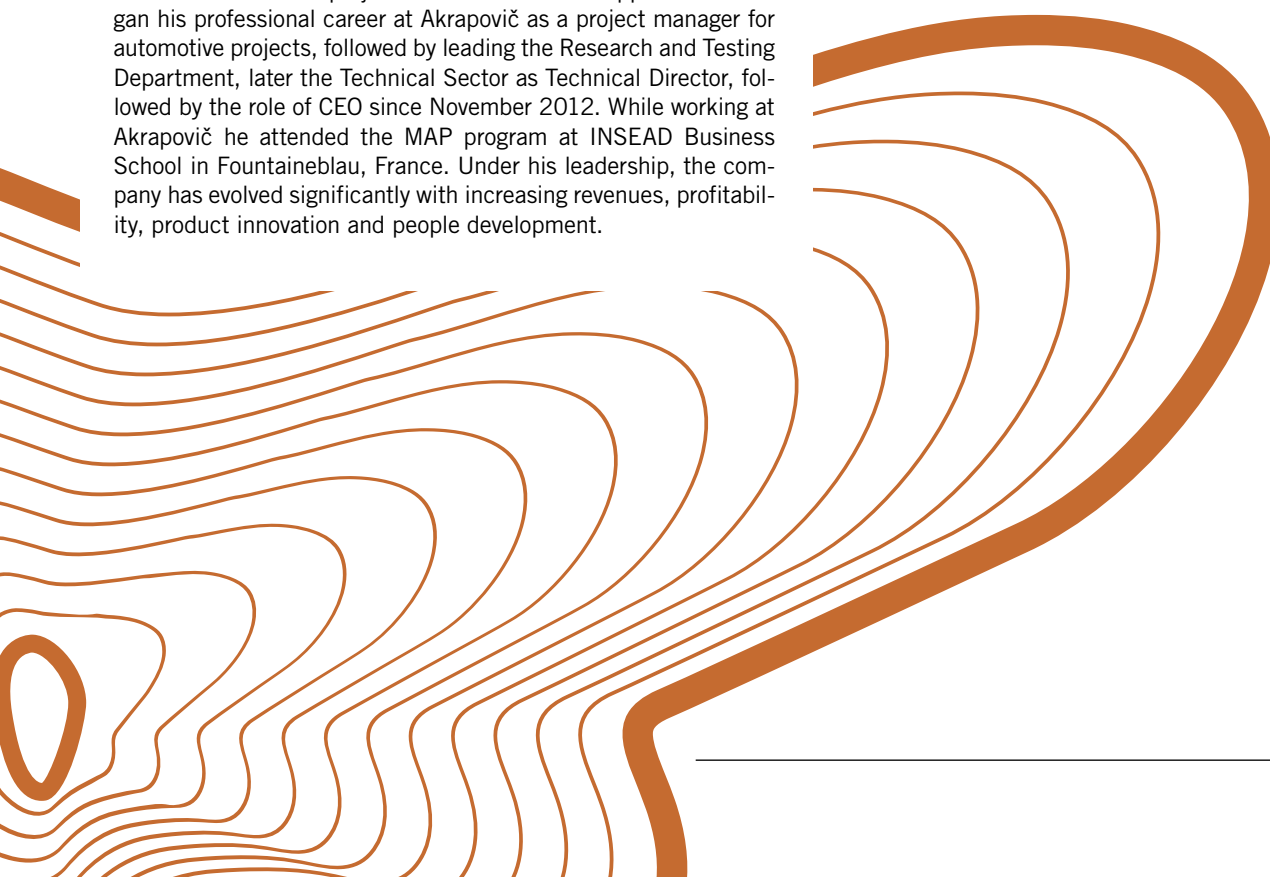 gan his professional career at Akrapovič as a project manager for
automotive projects, followed by leading the Research and Testing
Department, later the Technical Sector as Technical Director, fol-
lowed by the role of CEO since November 2012. While working at
Akrapovič he attended the MAP program at INSEAD Business
School in Fountaineblau, France. Under his leadership, the com-
pany has evolved significantly with increasing revenues, profitabil-
ity, product innovation and people development.